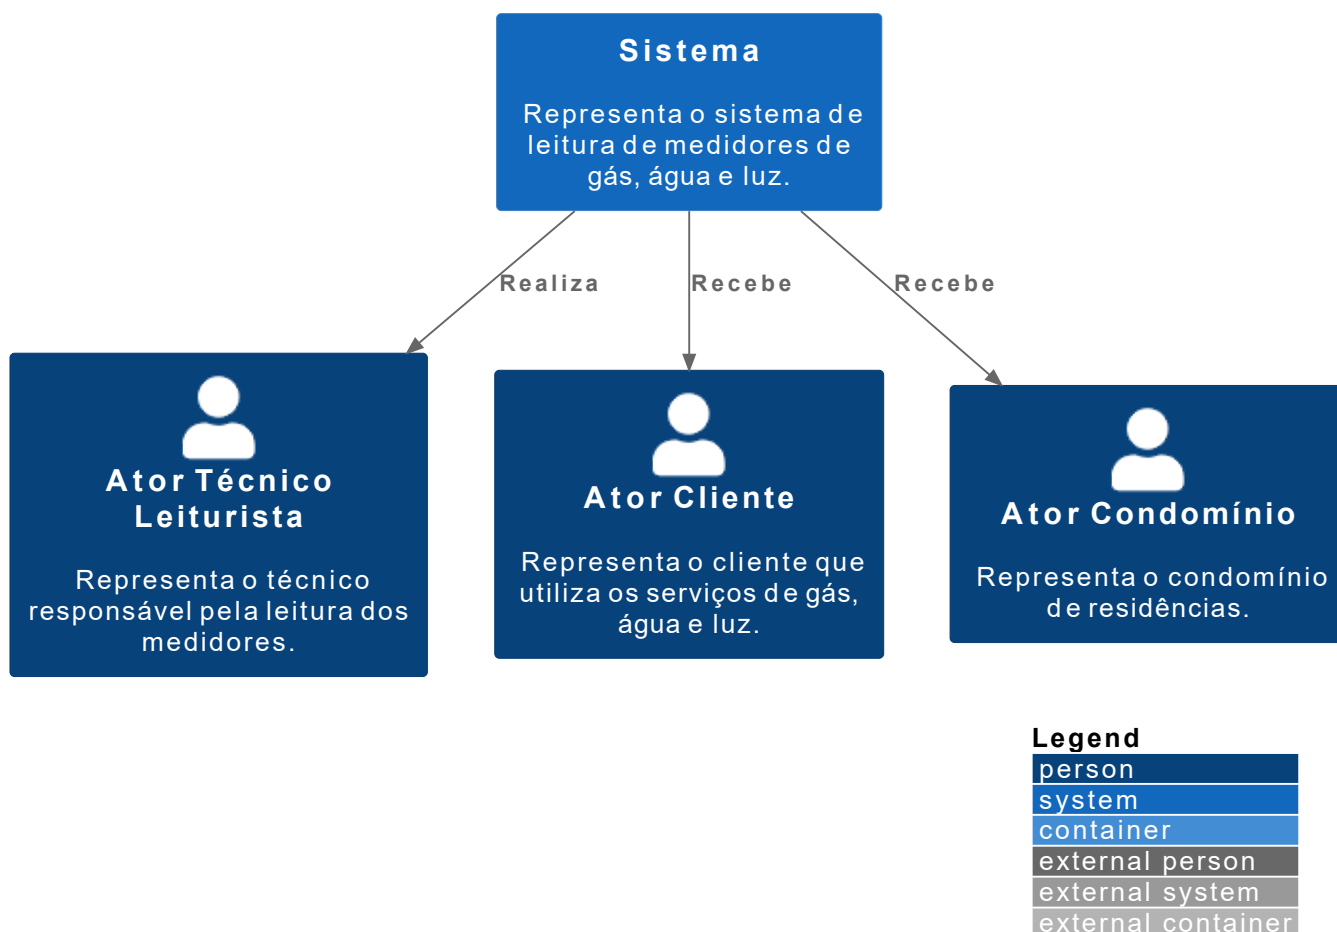 Sistema
Representa o sistema de
leitura de medidores de
gás, água e luz.
Realiza
Recebe
Recebe
Ator Técnico
Leiturista
Representa o técnico
responsável pela leitura dos
medidores.
Ator Cliente
Representa o cliente que
utiliza os serviços de gás,
água e luz.
Ator Condomínio
Representa o condomínio
de residências.
Legend
person
system
container
external person
external system
external container